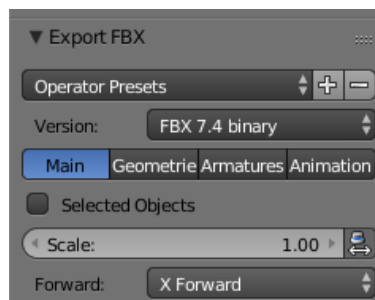 Export FBX
Operator Presets
Version: FBX 7.4 binary
Main Geometrie Armatures Animation
Selected Objects
Scale: 1.00
Forward: X Forward